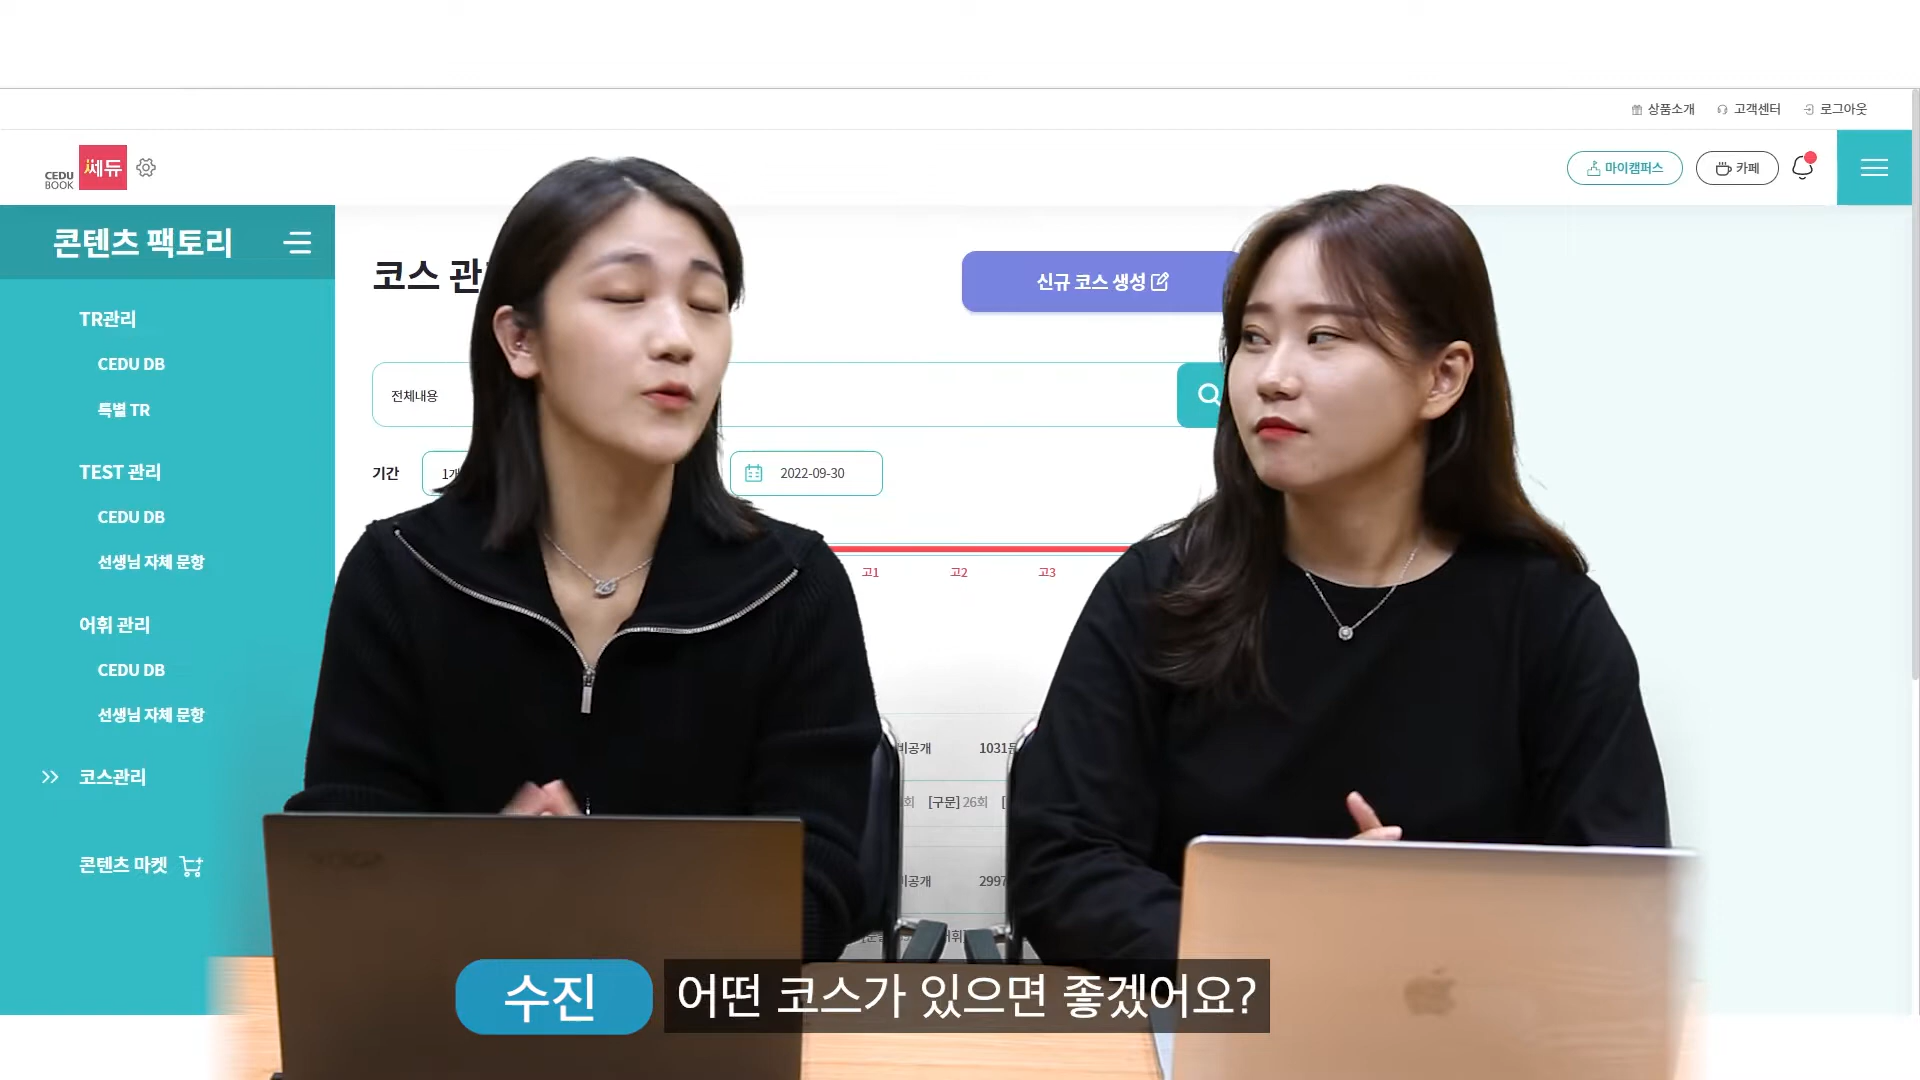 상품소개
고객센터
로그아웃
CEDU
BOOK
쎄듀
마이캠퍼스
카페
콘텐츠 팩토리
TR관리
CEDU DB
특별 TR
TEST 관리
CEDU DB
선생님 자체 문항
어휘 관리
CEDU DB
선생님 자체 문항
코스관리
콘텐츠 마켓
코스 관
신규 코스 생성
전체내용
기간
2022-09-30
고1
고2
고3
비공개
1031
회 [구문] 26회 [
비공개
2997
수진
어떤 코스가 있으면 좋겠어요?